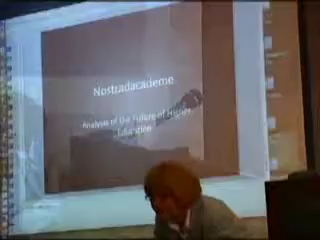 Nostradacademe
Analysis of the Future of Higher
Education